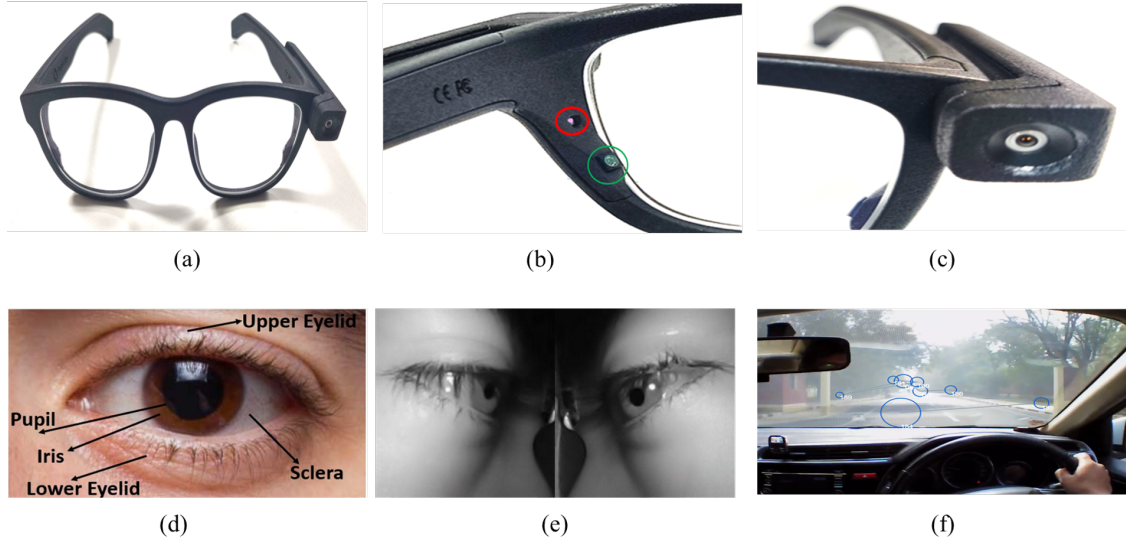 CE FC
(a)
(b)
(c)
Upper Eyelid
Pupil
Iris
Sclera
Lower Eyelid
(d)
(e)
(f)